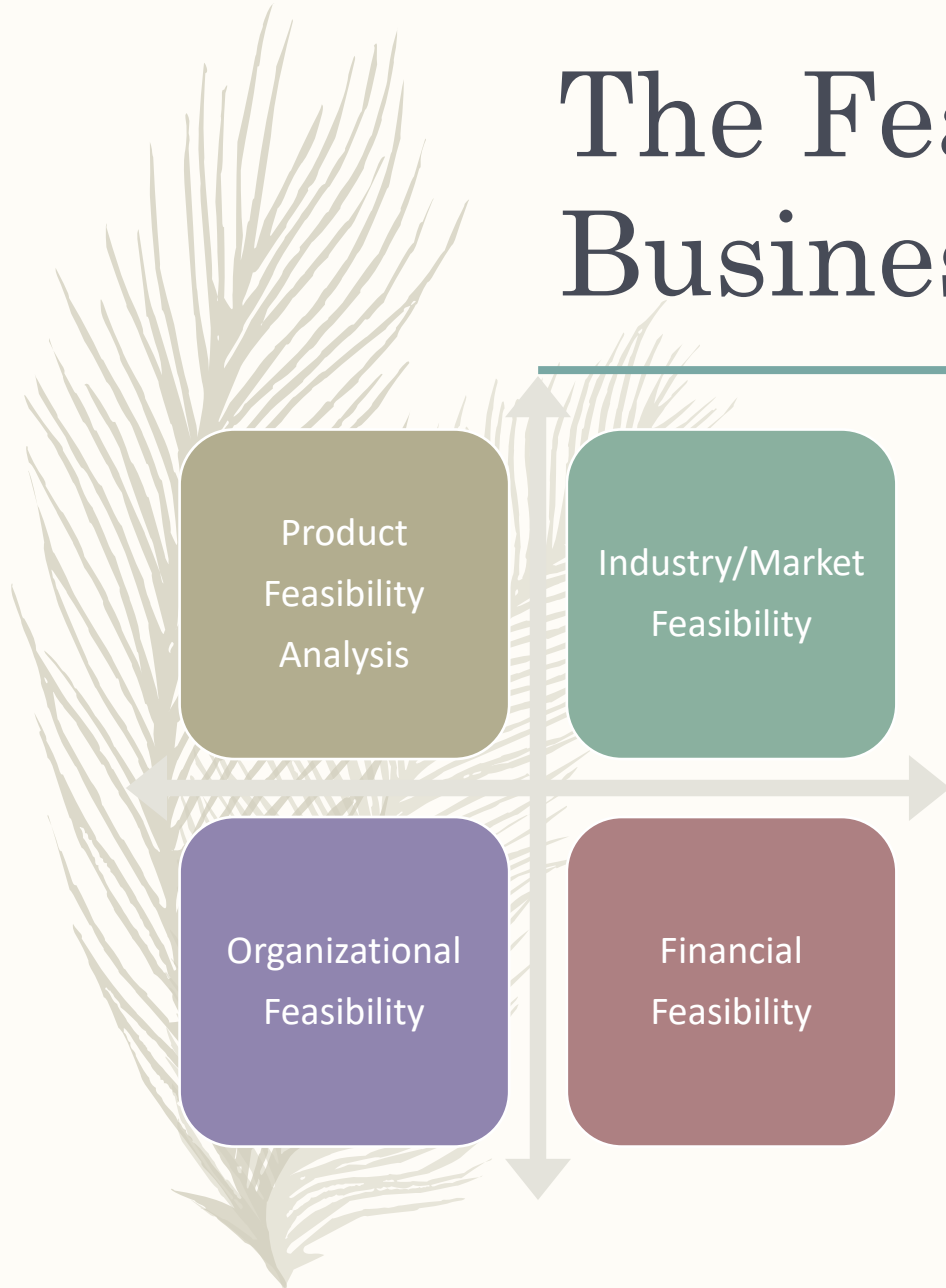 The Fea
Busines
Product
Feasibility
Analysis
Industry/Market
Feasibility
Organizational
Feasibility
Financial
Feasibility